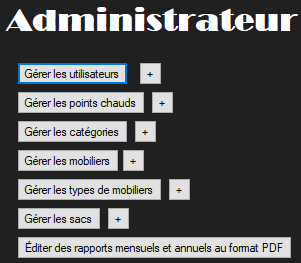 Administrateur
Gérer les utilisateurs +
Gérer les points chauds +
Gérer les catégories +
Gérer les mobiliers +
Gérer les types de mobiliers +
Gérer les sacs +
Éditer des rapports mensuels et annuels au format PDF